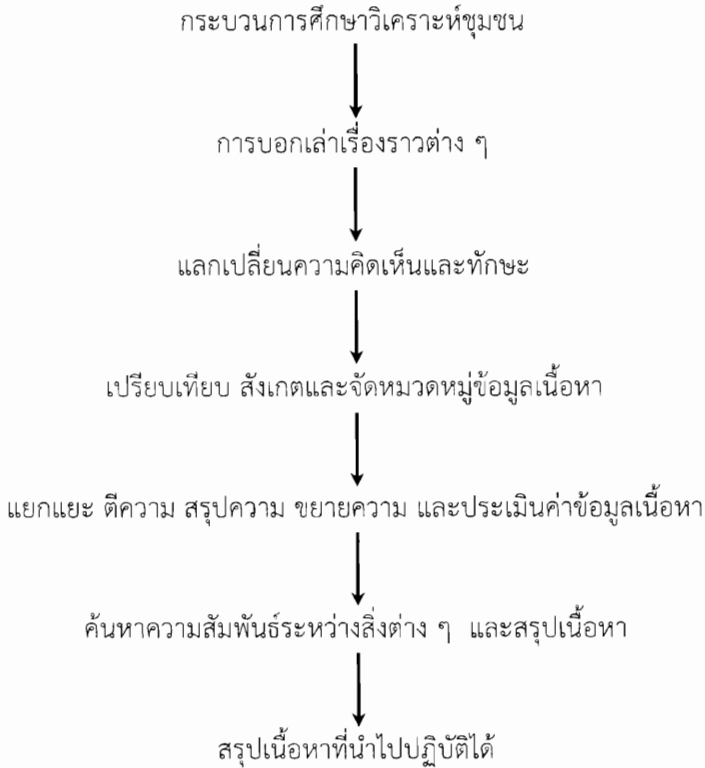 กระบวนการศึกษาวิเคราะห์ชุมชน
การบอกเล่าเรื่องราวต่าง ๆ
แลกเปลี่ยนความคิดเห็นและทักษะ
เปรียบเทียบ สังเกตและจัดหมวดหมู่ข้อมูลเนื้อหา
แยกแยะ ตีความ สรุปความ ขยายความ และประเมินค่าข้อมูลเนื้อหา
ค้นหาความสัมพันธ์ระหว่างสิ่งต่าง ๆ และสรุปเนื้อหา
สรุปเนื้อหาที่นำไปปฏิบัติได้